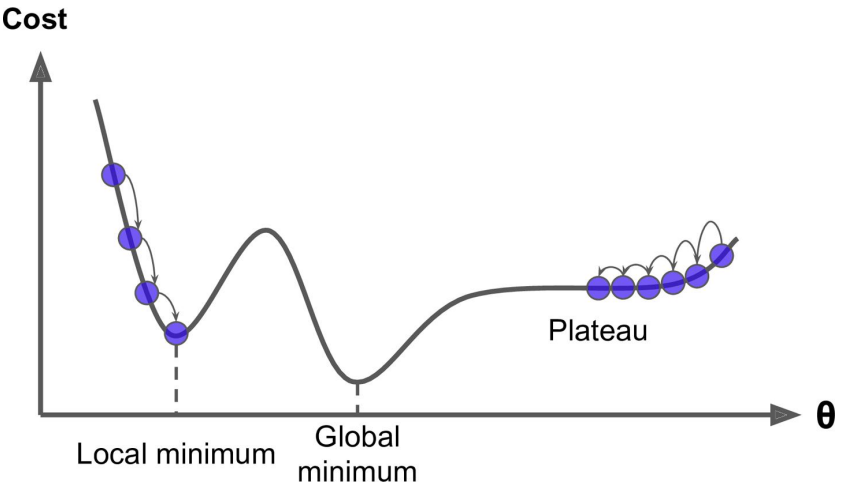 Cost
Plateau
θ
Local minimum
Global
minimum